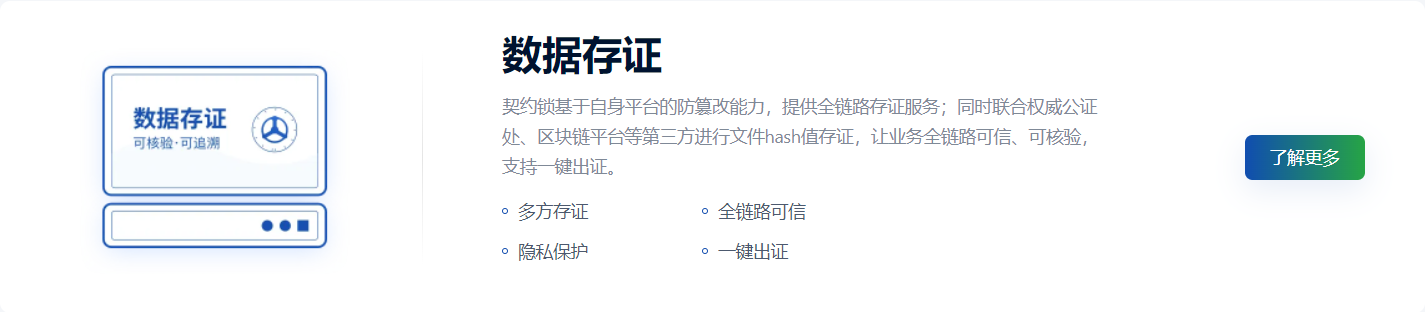 数据存证
可核验·可追溯
数据存证
契约锁基于自身平台的防篡改能力，提供全链路存证服务；同时联合权威公证
处、区块链平台等第三方进行文件hash值存证，让业务全链路可信、可核验，
支持一键出证。
多方存证
全链路可信
隐私保护
一键出证
了解更多